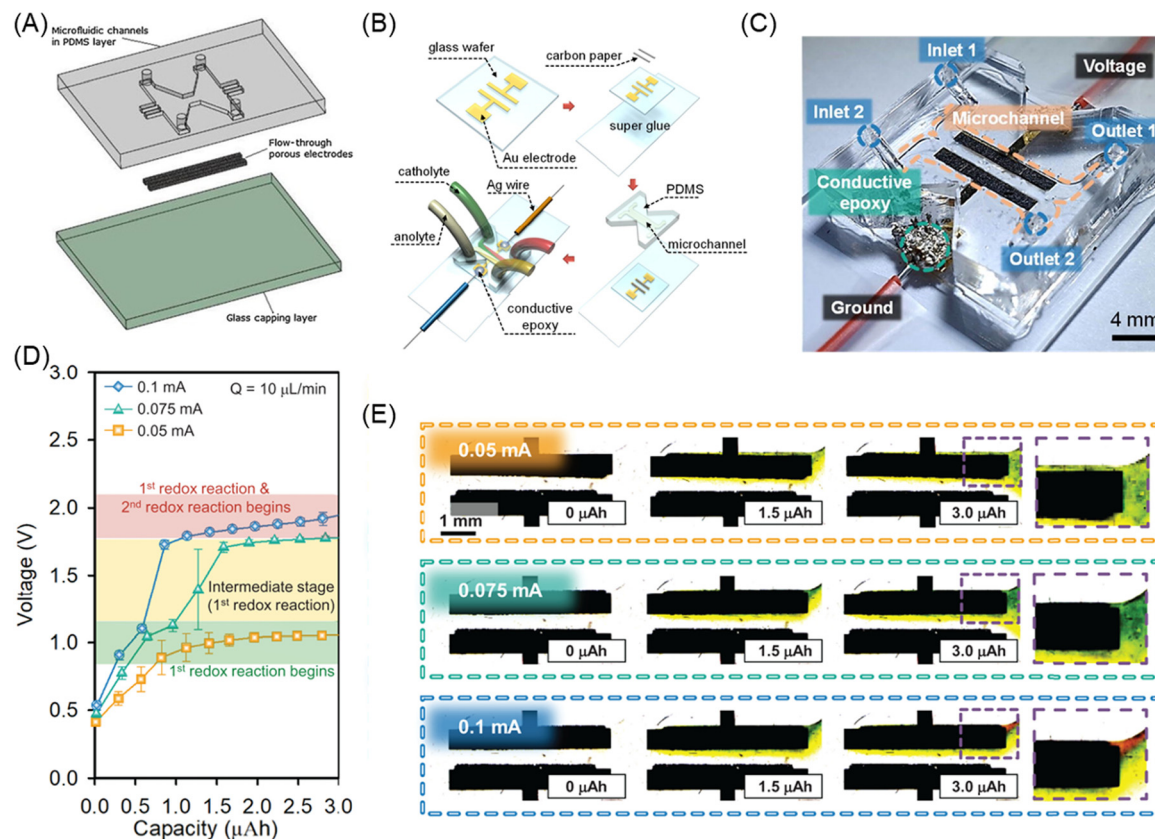 (A)
Microfluidic channels
in PDMS layer
Flow-through
porous electrodes
Glass capping layer
(B)
glass wafer
carbon paper
Au electrode
super glue
catholyte
Ag wire
PDMS
anolyte
microchannel
conductive
epoxy
(C)
Inlet 1
Voltage
Inlet 2
Microchannel
Outlet 1
Conductive
epoxy
Outlet 2
Ground
4 mm
(D)
3.0
2.5
2.0
1.5
1.0
0.5
0.0
Voltage (V)
0.1 mA
0.075 mA
0.05 mA
Q = 10 μL/min
1st redox reaction &
2nd redox reaction begins
Intermediate stage
(1st redox reaction)
1st redox reaction begins
0.0 0.5 1.0 1.5 2.0 2.5 3.0
Capacity (μAh)
(E)
0.05 mA
1 mm
0 μAh
1.5 μAh
3.0 μAh
0.075 mA
0 μAh
1.5 μAh
3.0 μAh
0.1 mA
0 μAh
1.5 μAh
3.0 μAh